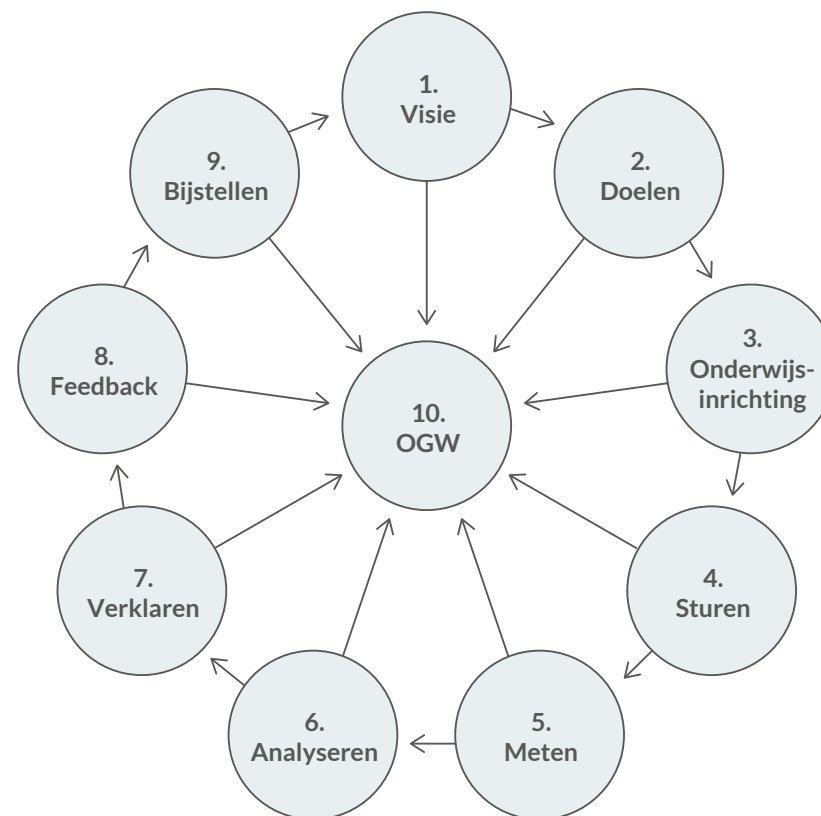 1.
Visie
2.
Doelen
3.
Onderwijs-
inrichting
4.
Sturen
5.
Meten
6.
Analyseren
7.
Verklaren
8.
Feedback
9.
Bijstellen
10.
OGW